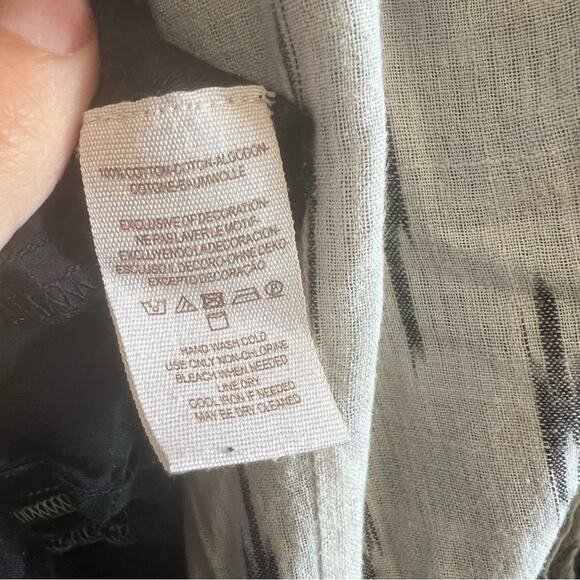 100% COTTON-COTON-ALGODON-
COTONE-BAUMWOLLE
EXCLUSIVE OF DECORATION-
NE PAS LAVER LE MOTIF-
EXCLUYENDO LA DECORACION-
ESCLUSO IL DECORO-OHNE DEKO
EXCEPTO DECORAÇÃO
HAND WASH COLD
USE ONLY NON-CHLORINE
BLEACH WHEN NEEDED
LINE DRY
COOL IRON IF NEEDED
MAY BE DRY CLEANED